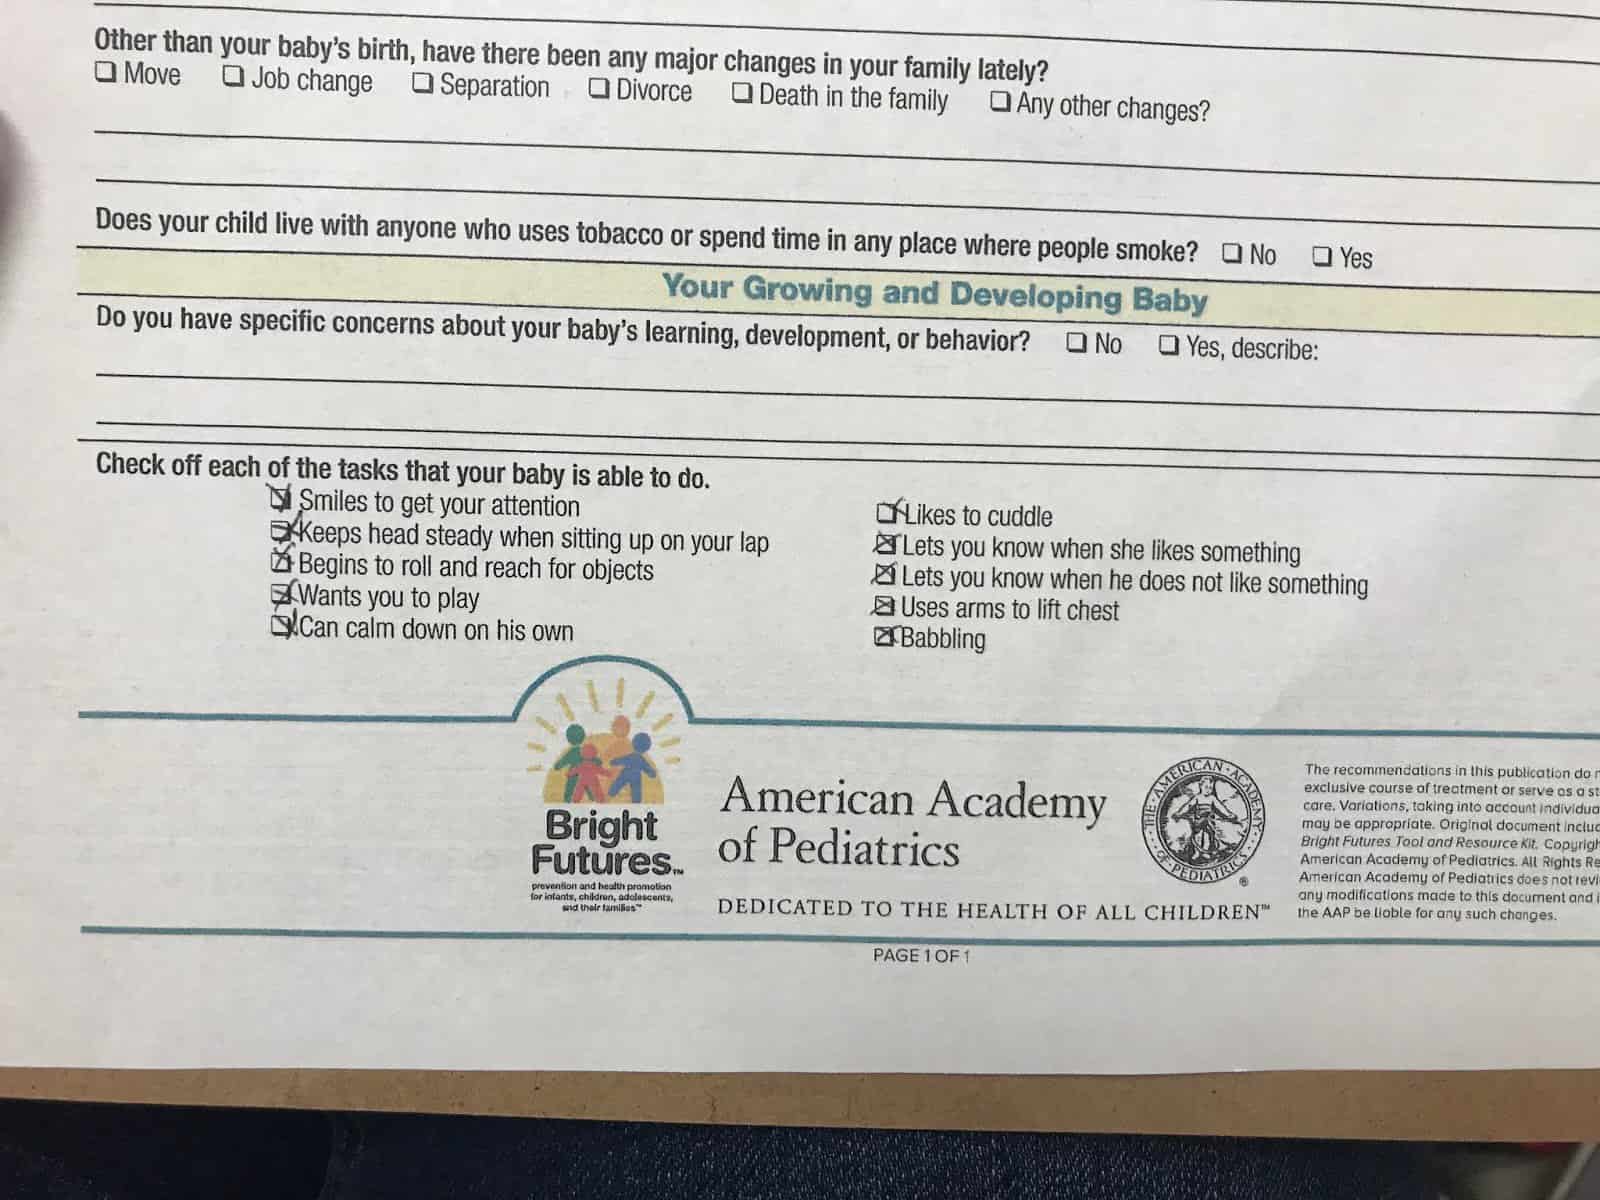 Other than your baby's birth, have there been any major changes in your family lately?
❑ Move ❑ Job change ❑ Separation ❑ Divorce ❑ Death in the family ❑ Any other changes?
Does your child live with anyone who uses tobacco or spend time in any place where people smoke? ❑ No ❑ Yes
Your Growing and Developing Baby
Do you have specific concerns about your baby's learning, development, or behavior? ❑ No ❑ Yes, describe:
Check off each of the tasks that your baby is able to do.
Smiles to get your attention
Keeps head steady when sitting up on your lap
Begins to roll and reach for objects
Wants you to play
Can calm down on his own
Likes to cuddle
Lets you know when she likes something
Lets you know when he does not like something
Uses arms to lift chest
Babbling
Bright
Futures™
prevention and health promotion
for infants, children, adolescents,
and their families™
American Academy
of Pediatrics
DEDICATED TO THE HEALTH OF ALL CHILDREN™
THE · AMERICAN · ACADEMY · OF PEDIATRICS ·
®
The recommendations in this publication do
exclusive course of treatment or serve as a
care. Variations, taking into account
may be appropriate. Original document
Bright Futures Tool and Resource Kit.
American Academy of Pediatrics. All Rights
American Academy of Pediatrics does not
any modifications made to this document and
the AAP be liable for any such changes.
PAGE 1 OF 1